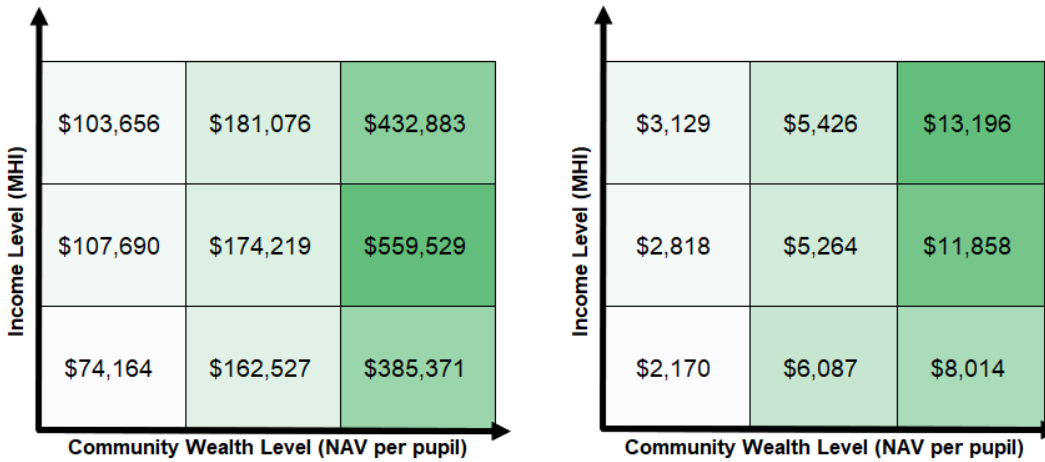 Income Level (MHI)
$103,656 $181,076 $432,883
$107,690 $174,219 $559,529
$74,164 $162,527 $385,371
Community Wealth Level (NAV per pupil)
Income Level (MHI)
$3,129 $5,426 $13,196
$2,818 $5,264 $11,858
$2,170 $6,087 $8,014
Community Wealth Level (NAV per pupil)